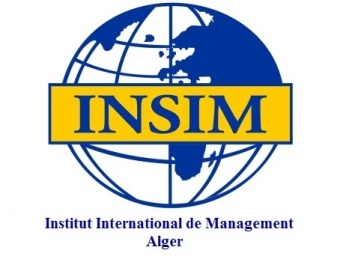 INSIM
Institut International de Management
Alger